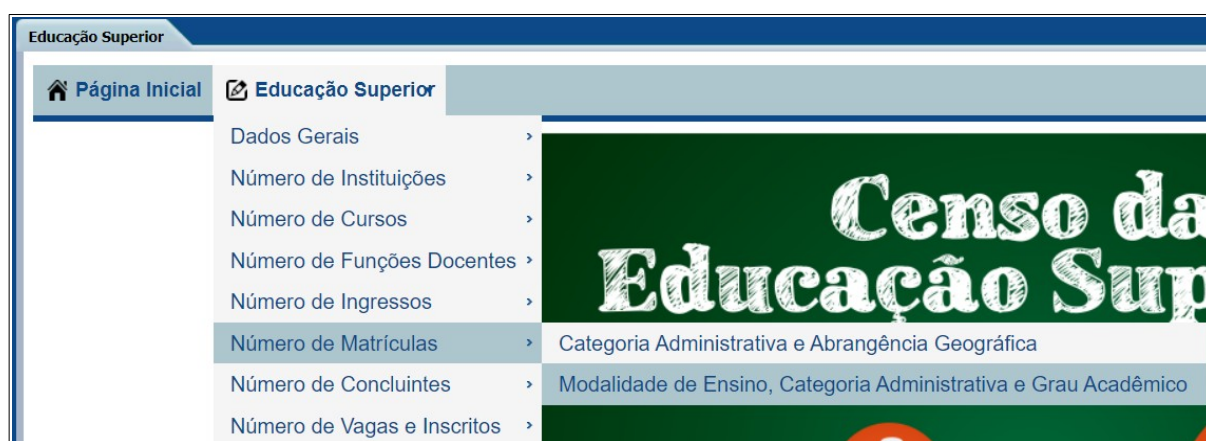 Educação Superior
Página Inicial Educação Superior
Dados Gerais
Número de Instituições
Número de Cursos
Número de Funções Docentes
Número de Ingressos
Número de Matrículas
Categoria Administrativa e Abrangência Geográfica
Número de Concluintes
Modalidade de Ensino, Categoria Administrativa e Grau Acadêmico
Número de Vagas e Inscritos
Censo da
Educação